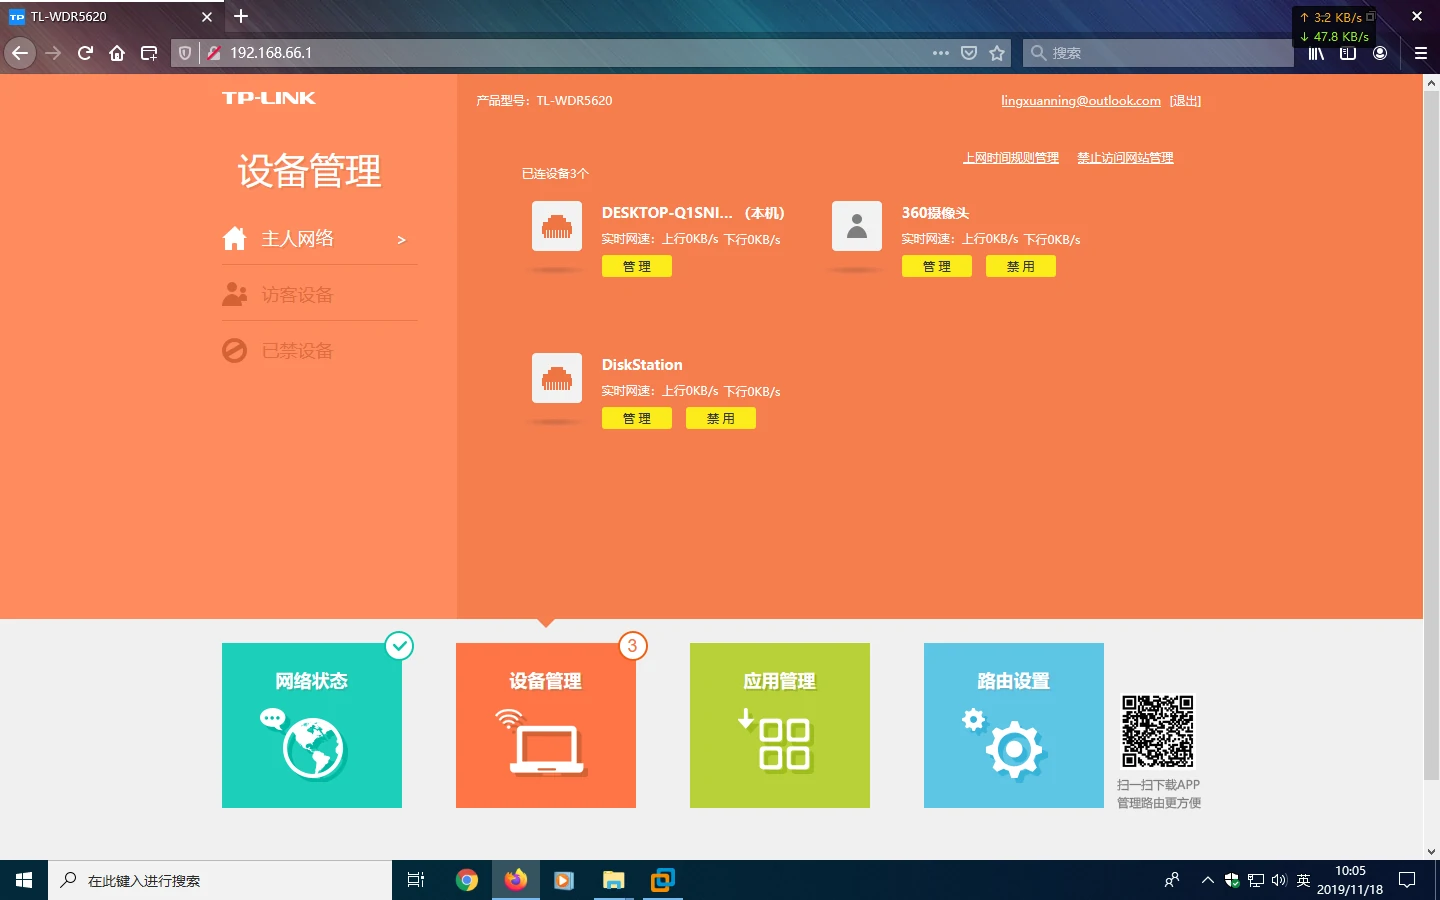 TL-WDR5620
↑ 3.2 KB/s
↓ 47.8 KB/s
192.168.66.1
搜索
TP-LINK
产品型号：TL-WDR5620
lingxuanning@outlook.com [退出]
设备管理
上网时间规则管理 禁止访问网站管理
已连设备3个
主人网络 >
访客设备
已禁设备
DESKTOP-Q1SNI... （本机）
实时网速：上行0KB/s 下行0KB/s
管 理
360摄像头
实时网速：上行0KB/s 下行0KB/s
管 理 禁 用
DiskStation
实时网速：上行0KB/s 下行0KB/s
管 理 禁 用
网络状态
设备管理
3
应用管理
路由设置
扫一扫下载APP
管理路由更方便
在此键入进行搜索
英
10:05
2019/11/18